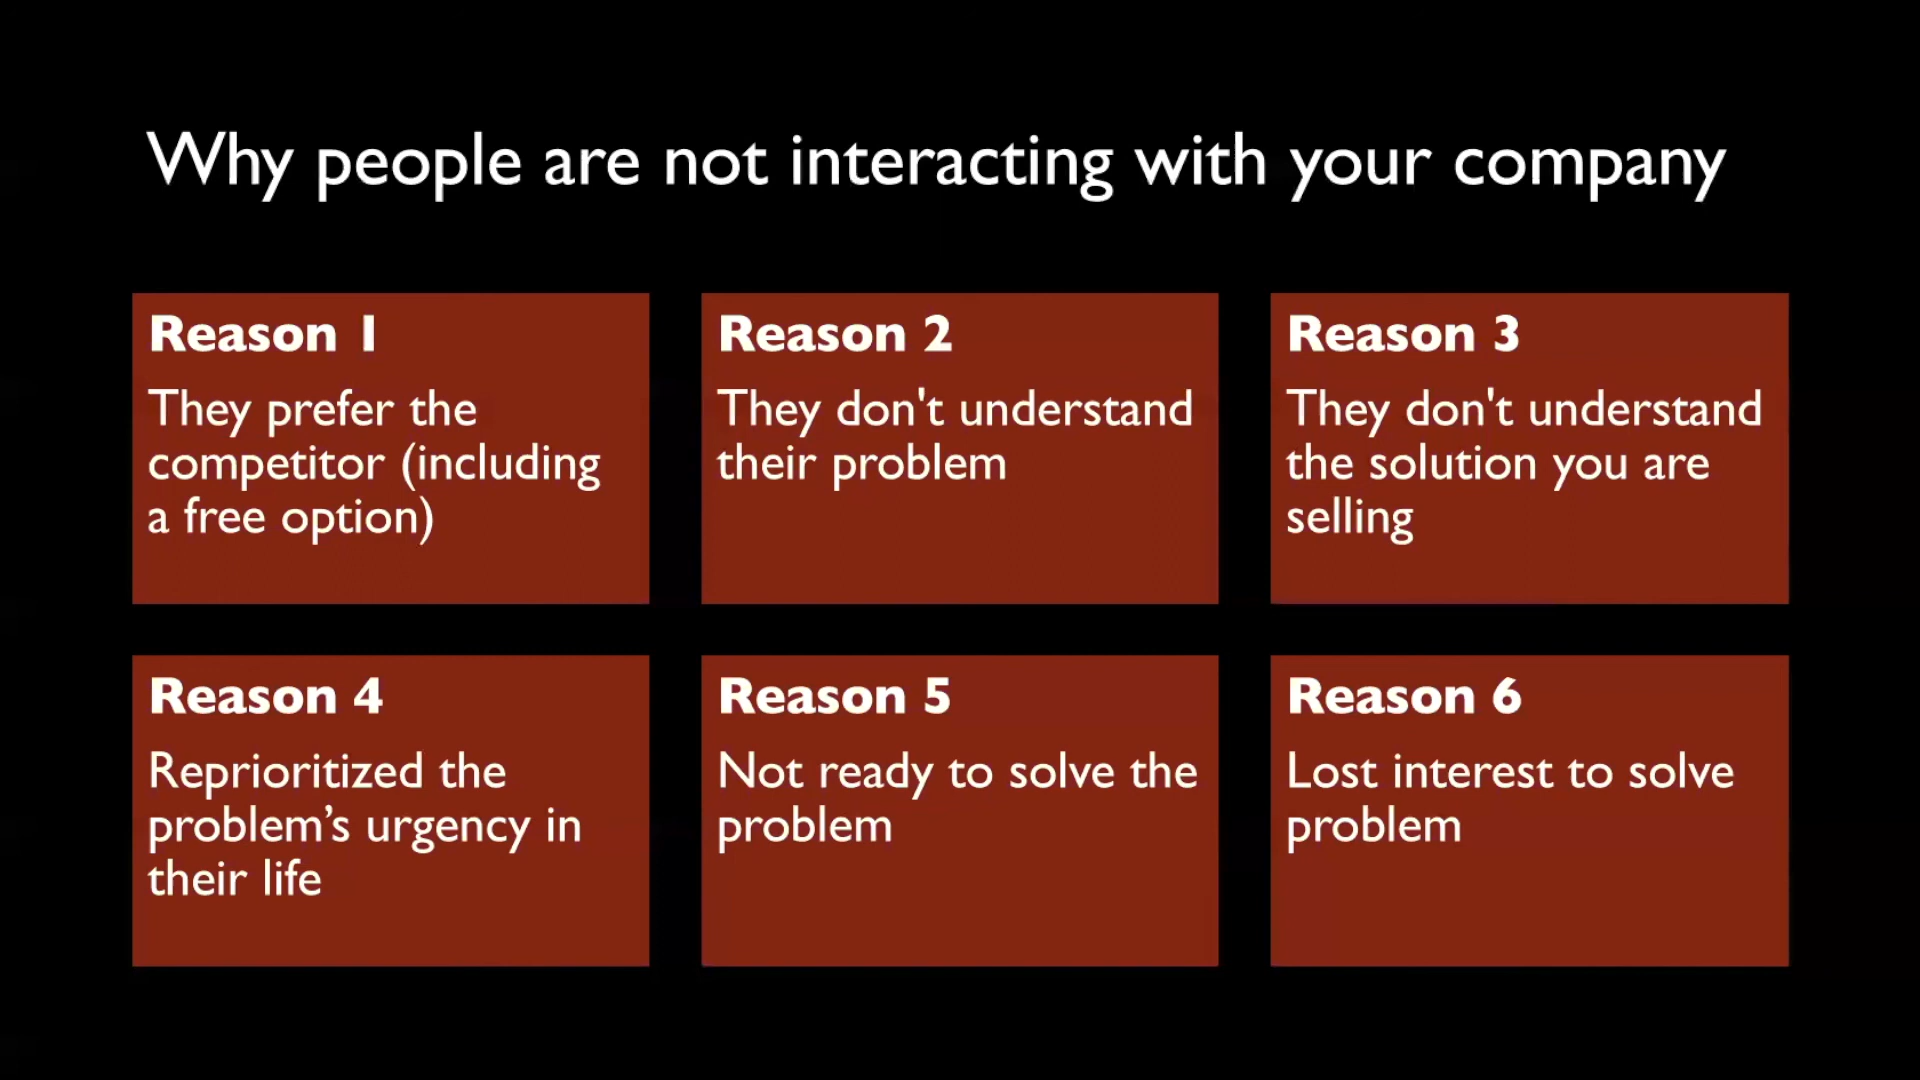 Why people are not interacting with your company
Reason 1
They prefer the
competitor (including
a free option)
Reason 2
They don't understand
their problem
Reason 3
They don't understand
the solution you are
selling
Reason 4
Reprioritized the
problem’s urgency in
their life
Reason 5
Not ready to solve the
problem
Reason 6
Lost interest to solve
problem